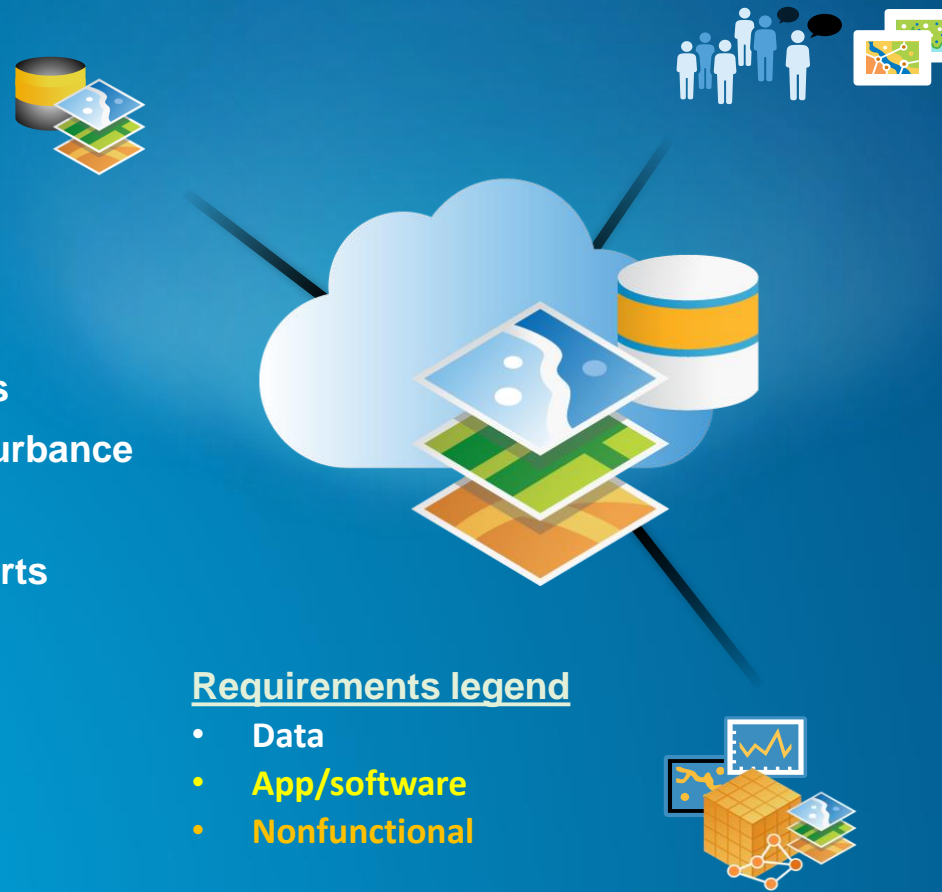 s
urbance
rts
Requirements legend
• Data
• App/software
• Nonfunctional